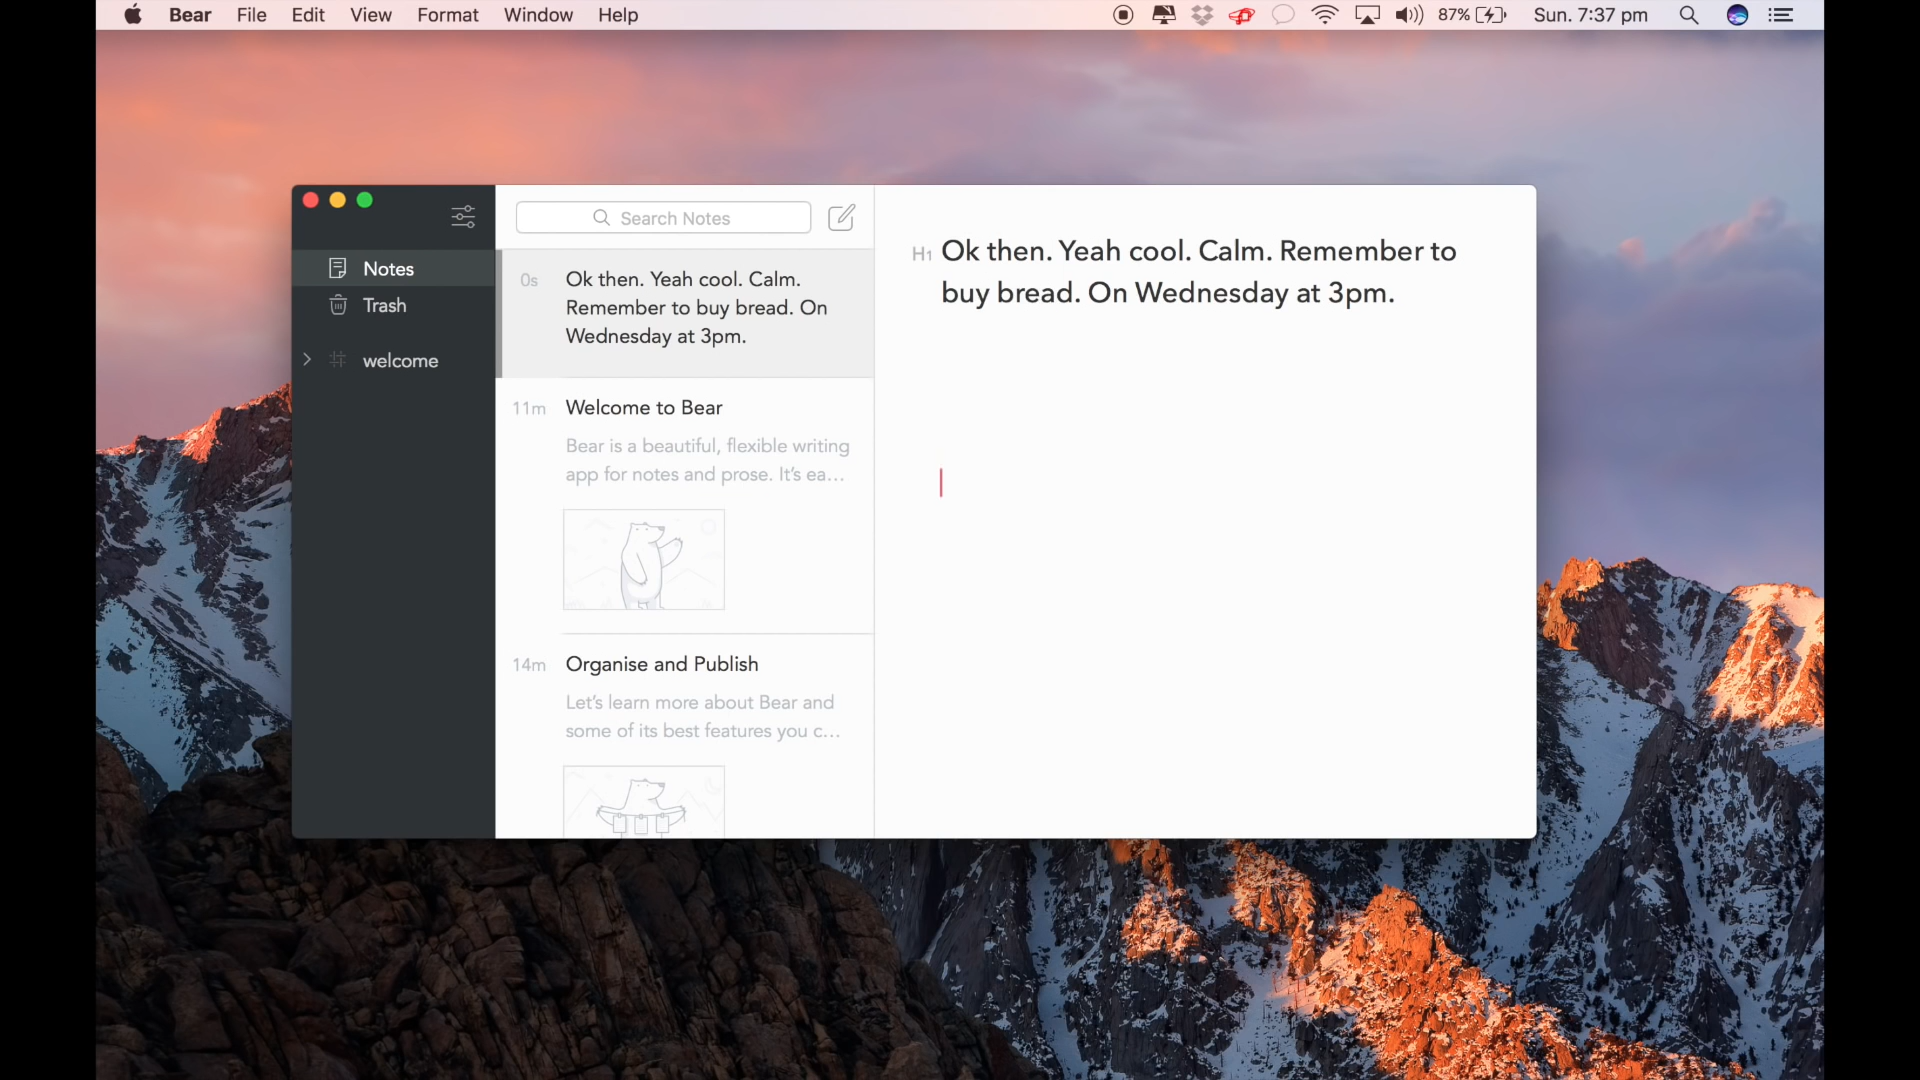 Bear File Edit View Format Window Help 87% Sun. 7:37 pm
Search Notes
Notes
Trash
welcome
0s Ok then. Yeah cool. Calm.
Remember to buy bread. On
Wednesday at 3pm.
11m Welcome to Bear
Bear is a beautiful, flexible writing
app for notes and prose. It's ea...
14m Organise and Publish
Let's learn more about Bear and
some of its best features you c...
H1 Ok then. Yeah cool. Calm. Remember to
buy bread. On Wednesday at 3pm.